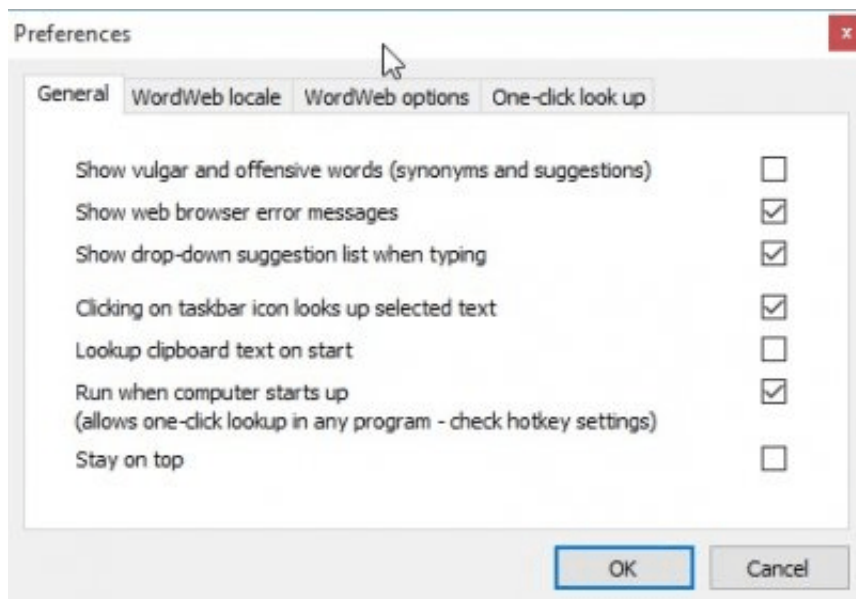 Preferences
x
General WordWeb locale WordWeb options One-click look up
Show vulgar and offensive words (synonyms and suggestions)
Show web browser error messages
Show drop-down suggestion list when typing
Clicking on taskbar icon looks up selected text
Lookup clipboard text on start
Run when computer starts up
(allows one-click lookup in any program - check hotkey settings)
Stay on top
OK Cancel